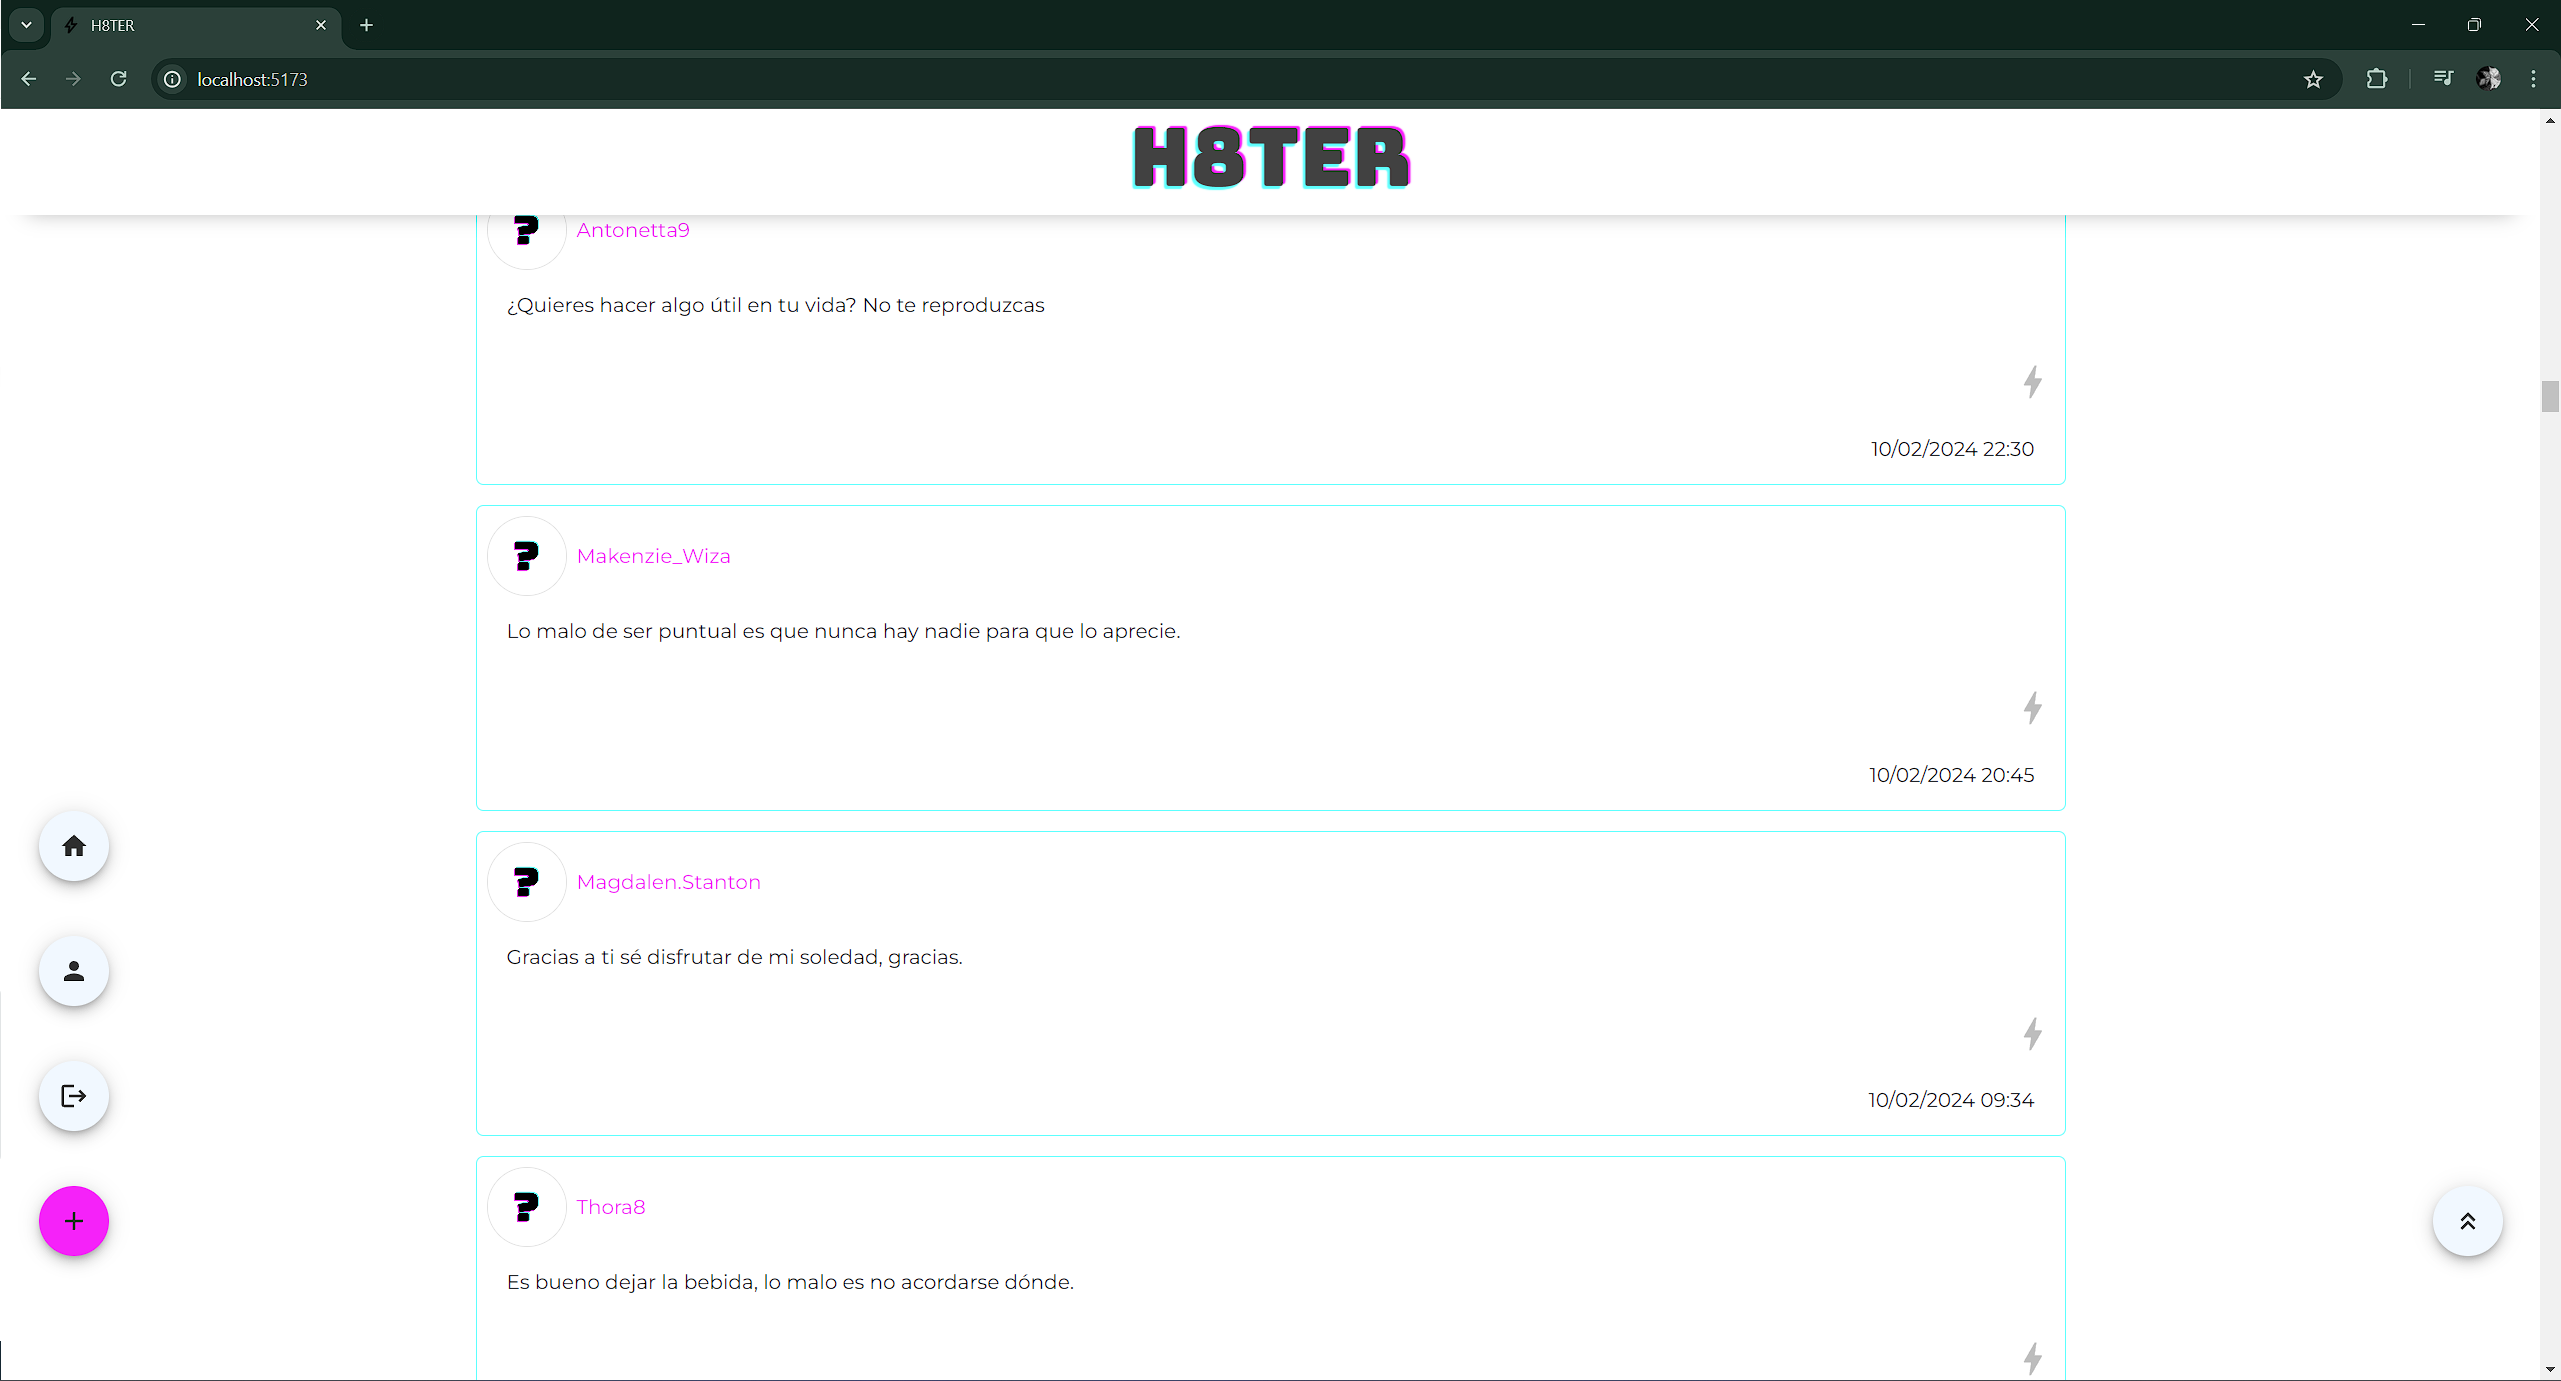 H8TER
localhost:5173
H8TER
Antonetta9
¿Quieres hacer algo útil en tu vida? No te reproduzcas
10/02/2024 22:30
?
Makenzie_Wiza
Lo malo de ser puntual es que nunca hay nadie para que lo aprecie.
10/02/2024 20:45
?
Magdalen.Stanton
Gracias a ti sé disfrutar de mi soledad, gracias.
10/02/2024 09:34
?
Thora8
Es bueno dejar la bebida, lo malo es no acordarse dónde.